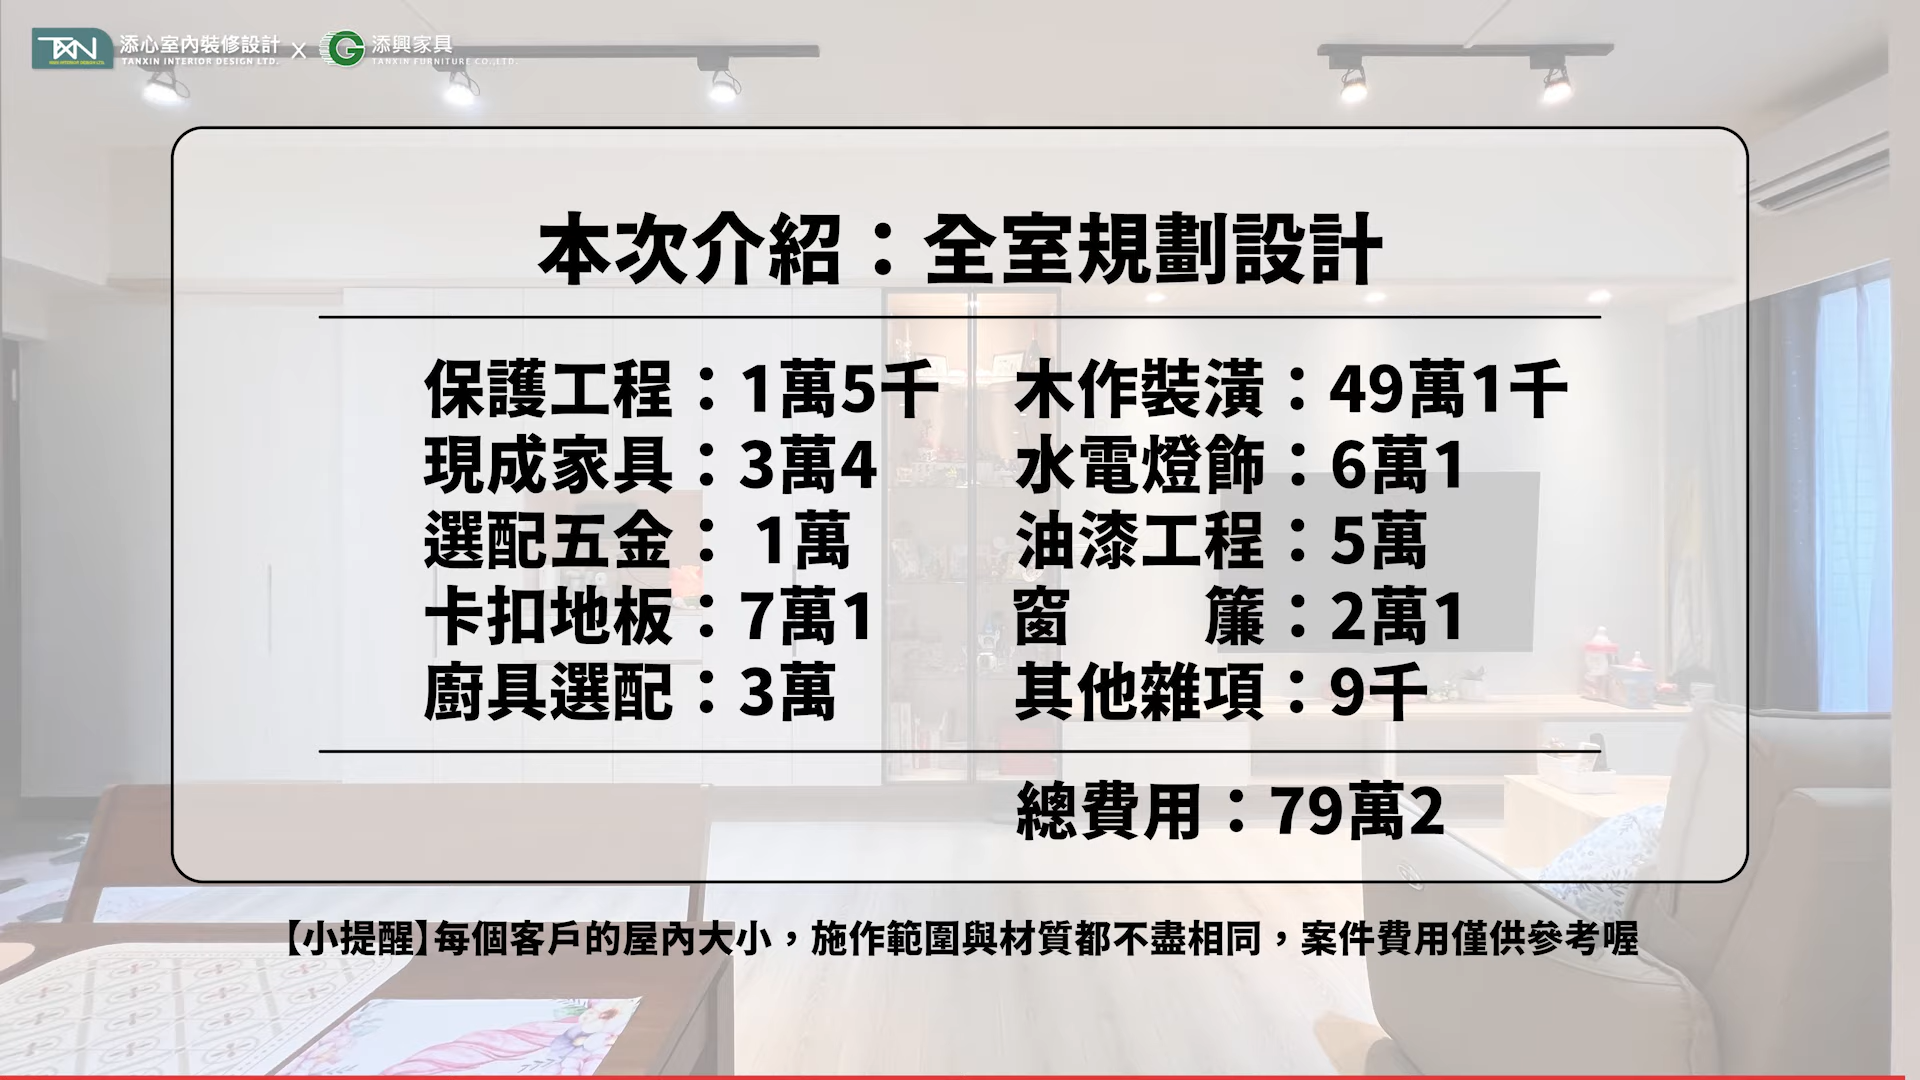 TXN 添心室內裝修設計 × G 添興家具
TANXIN INTERIOR DESIGN LTD. TANXIN FURNITURE CO.,LTD.
本次介紹：全室規劃設計
保護工程：1萬5千
現成家具：3萬4
選配五金： 1萬
卡扣地板：7萬1
廚具選配：3萬
木作裝潢：49萬1千
水電燈飾：6萬1
油漆工程：5萬
窗　　簾：2萬1
其他雜項：9千
總費用：79萬2
【小提醒】每個客戶的屋內大小，施作範圍與材質都不盡相同，案件費用僅供參考喔